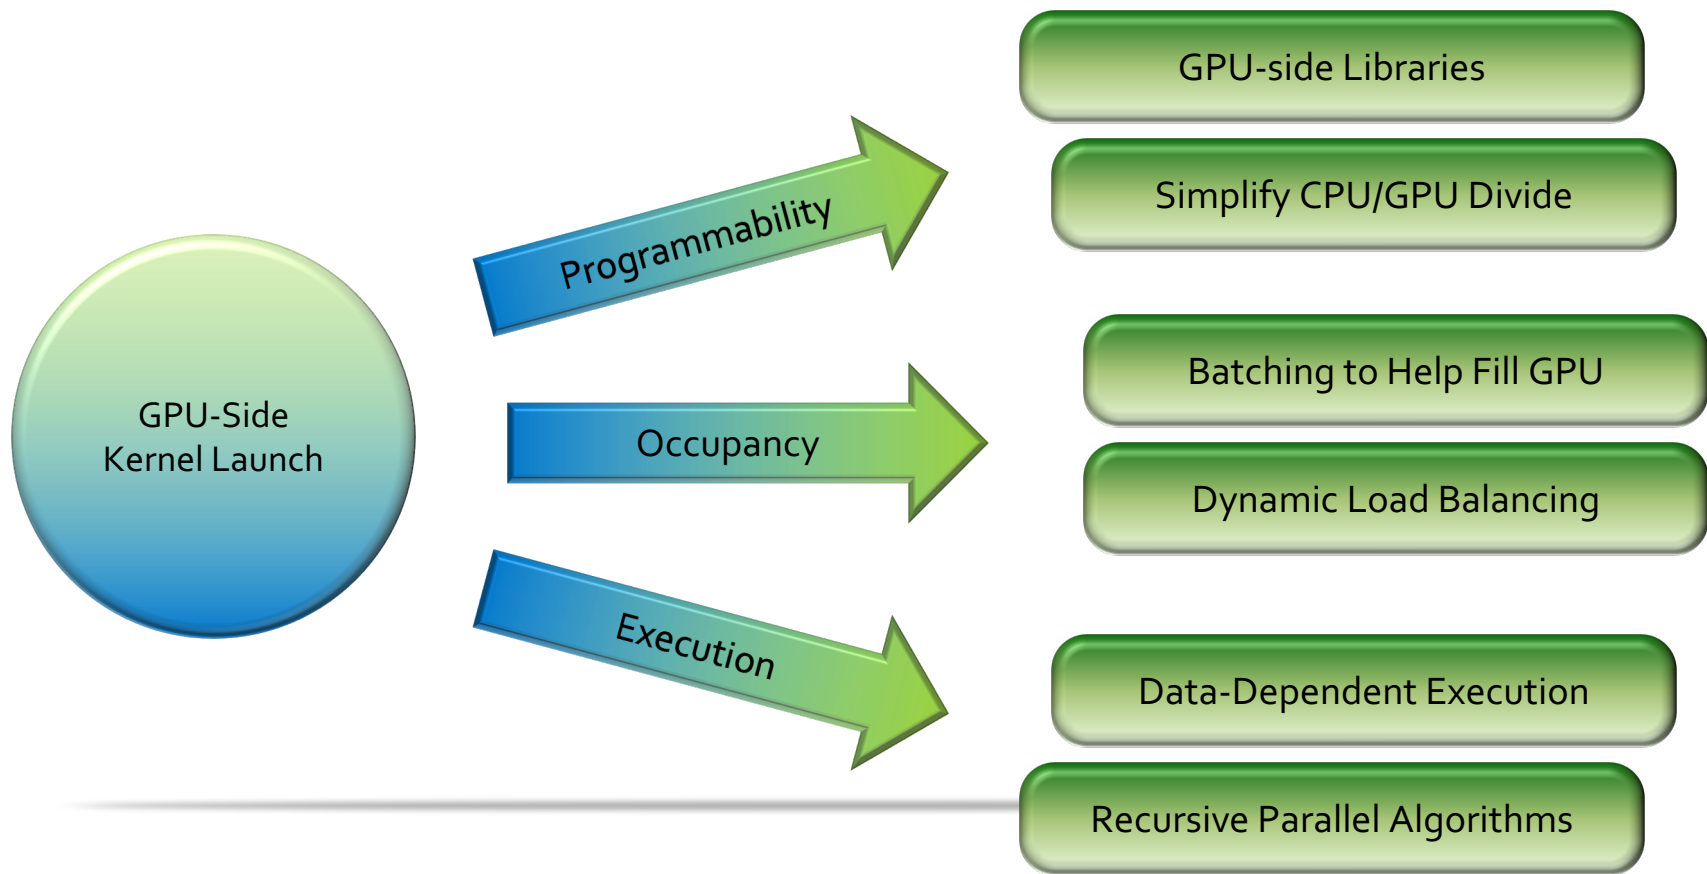 GPU-Side
Kernel Launch
Programmability
GPU-side Libraries
Simplify CPU/GPU Divide
Occupancy
Batching to Help Fill GPU
Dynamic Load Balancing
Execution
Data-Dependent Execution
Recursive Parallel Algorithms